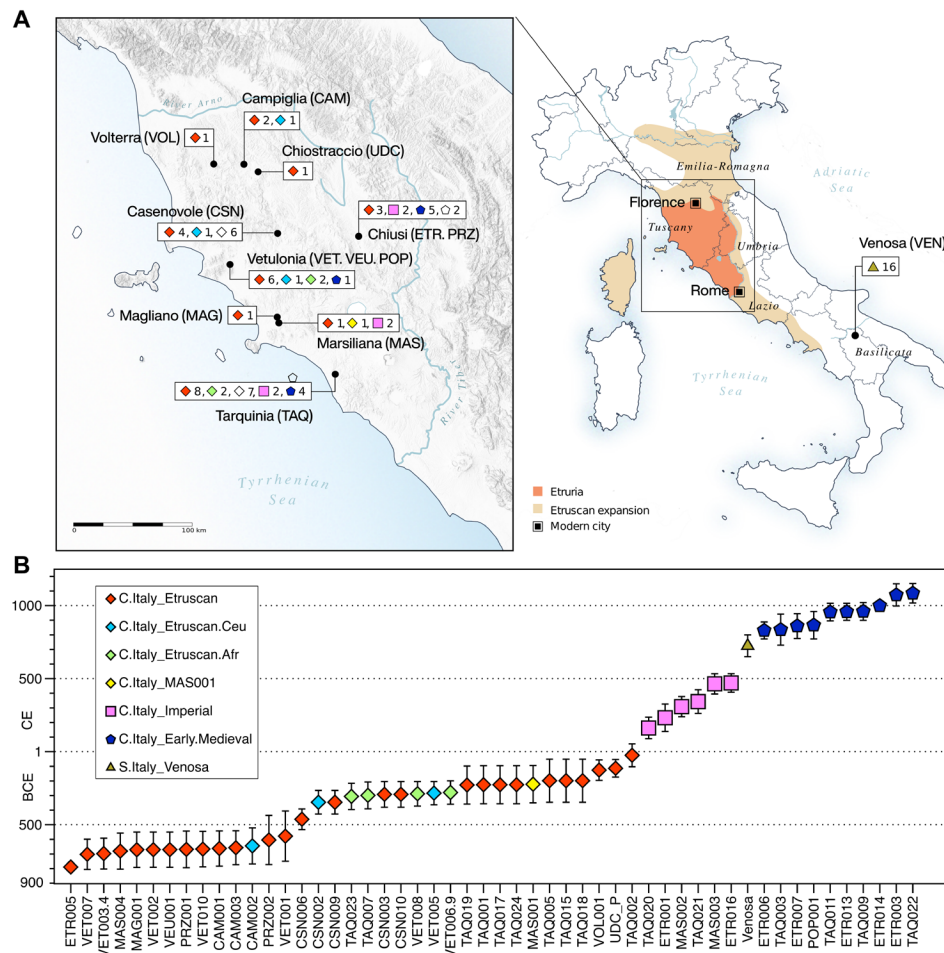 A
River Arno
Campiglia (CAM)
2, 1
Volterra (VOL)
1
Chiostraccio (UDC)
1
Casenovole (CSN)
4, 1, 6
3, 2, 5, 2
Chiusi (ETR. PRZ)
Vetulonia (VET. VEU. POP)
6, 1, 2, 1
Magliano (MAG)
1
1, 1, 2
Marsiliana (MAS)
8, 2, 7, 2, 4
Tarquinia (TAQ)
River Tiber
Tyrrhenian
Sea
0 100 km
Emilia-Romagna
Adriatic
Sea
Florence
Tuscany
Umbria
Venosa (VEN)
16
Rome
Lazio
Basilicata
Tyrrhenian
Sea
Etruria
Etruscan expansion
Modern city
B
C.Italy_Etruscan
C.Italy_Etruscan.Ceu
C.Italy_Etruscan.Afr
C.Italy_MAS001
C.Italy_Imperial
C.Italy_Early.Medieval
S.Italy_Venosa
1000
500
1
500
900
CE
BCE
ETR005
VET007
VET003.4
MAS004
MAG001
VET002
VEU001
PRZ001
VET010
CAM001
CAM003
CAM002
PRZ002
VET001
CSN006
CSN002
CSN009
TAQ023
TAQ007
CSN003
CSN010
VET008
VET005
VET006.9
TAQ019
TAQ001
TAQ017
TAQ024
MAS001
TAQ005
TAQ015
TAQ018
VOL001
UDC_P
TAQ002
TAQ020
ETR001
MAS002
TAQ021
MAS003
ETR016
Venosa
ETR006
TAQ003
ETR007
POP001
TAQ011
ETR013
TAQ009
ETR014
ETR003
TAQ022